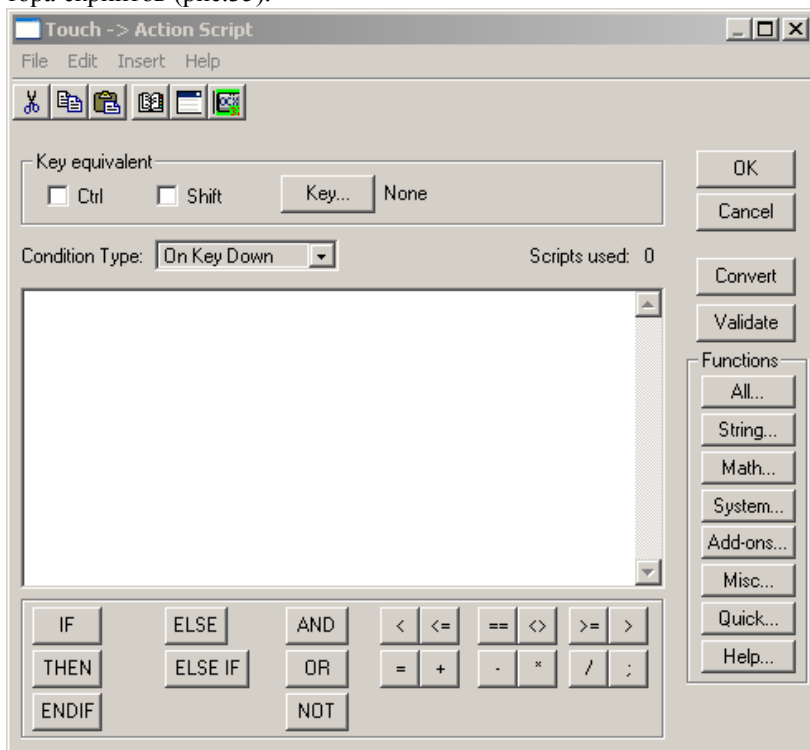 Touch -> Action Script
File Edit Insert Help
Key equivalent
Ctrl Shift Key... None
OK
Cancel
Condition Type: On Key Down Scripts used: 0
Convert
Validate
Functions
All...
String...
Math...
System...
Add-ons...
Misc...
Quick...
Help...
IF ELSE AND < <= == <> >= >
THEN ELSE IF OR = + - * / ;
ENDIF NOT